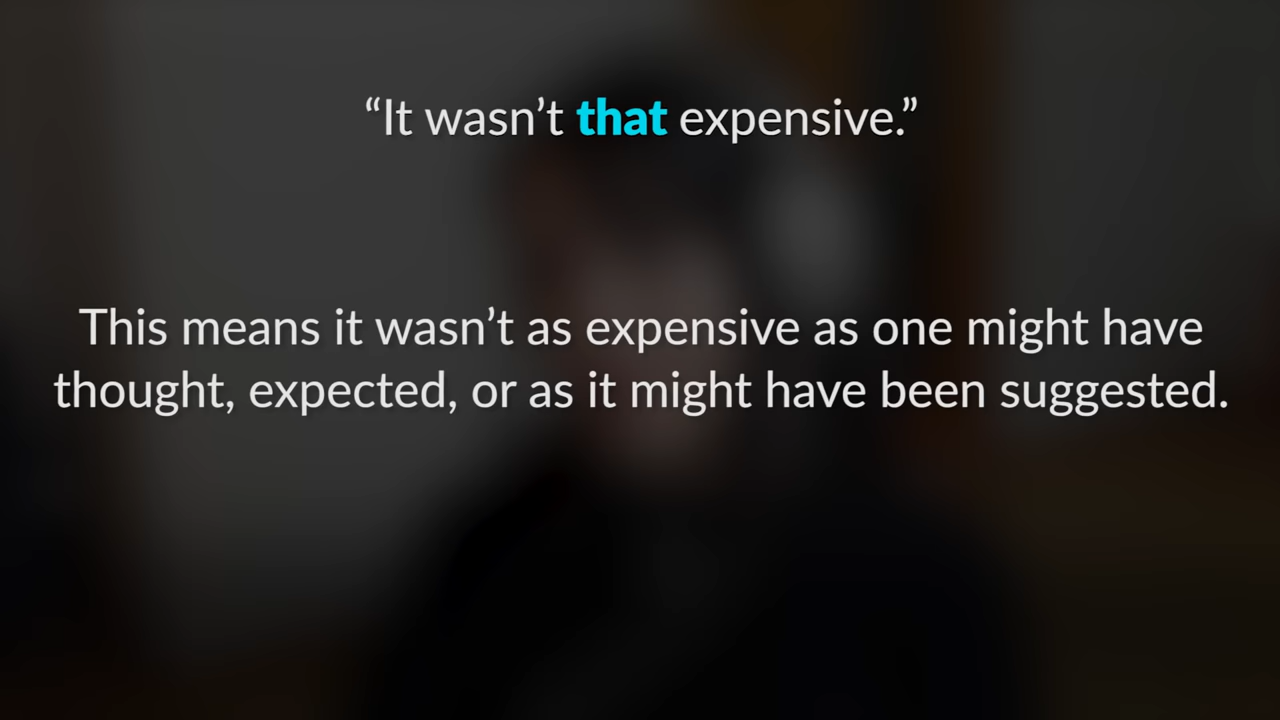 “It wasn’t that expensive.”
This means it wasn’t as expensive as one might have
thought, expected, or as it might have been suggested.